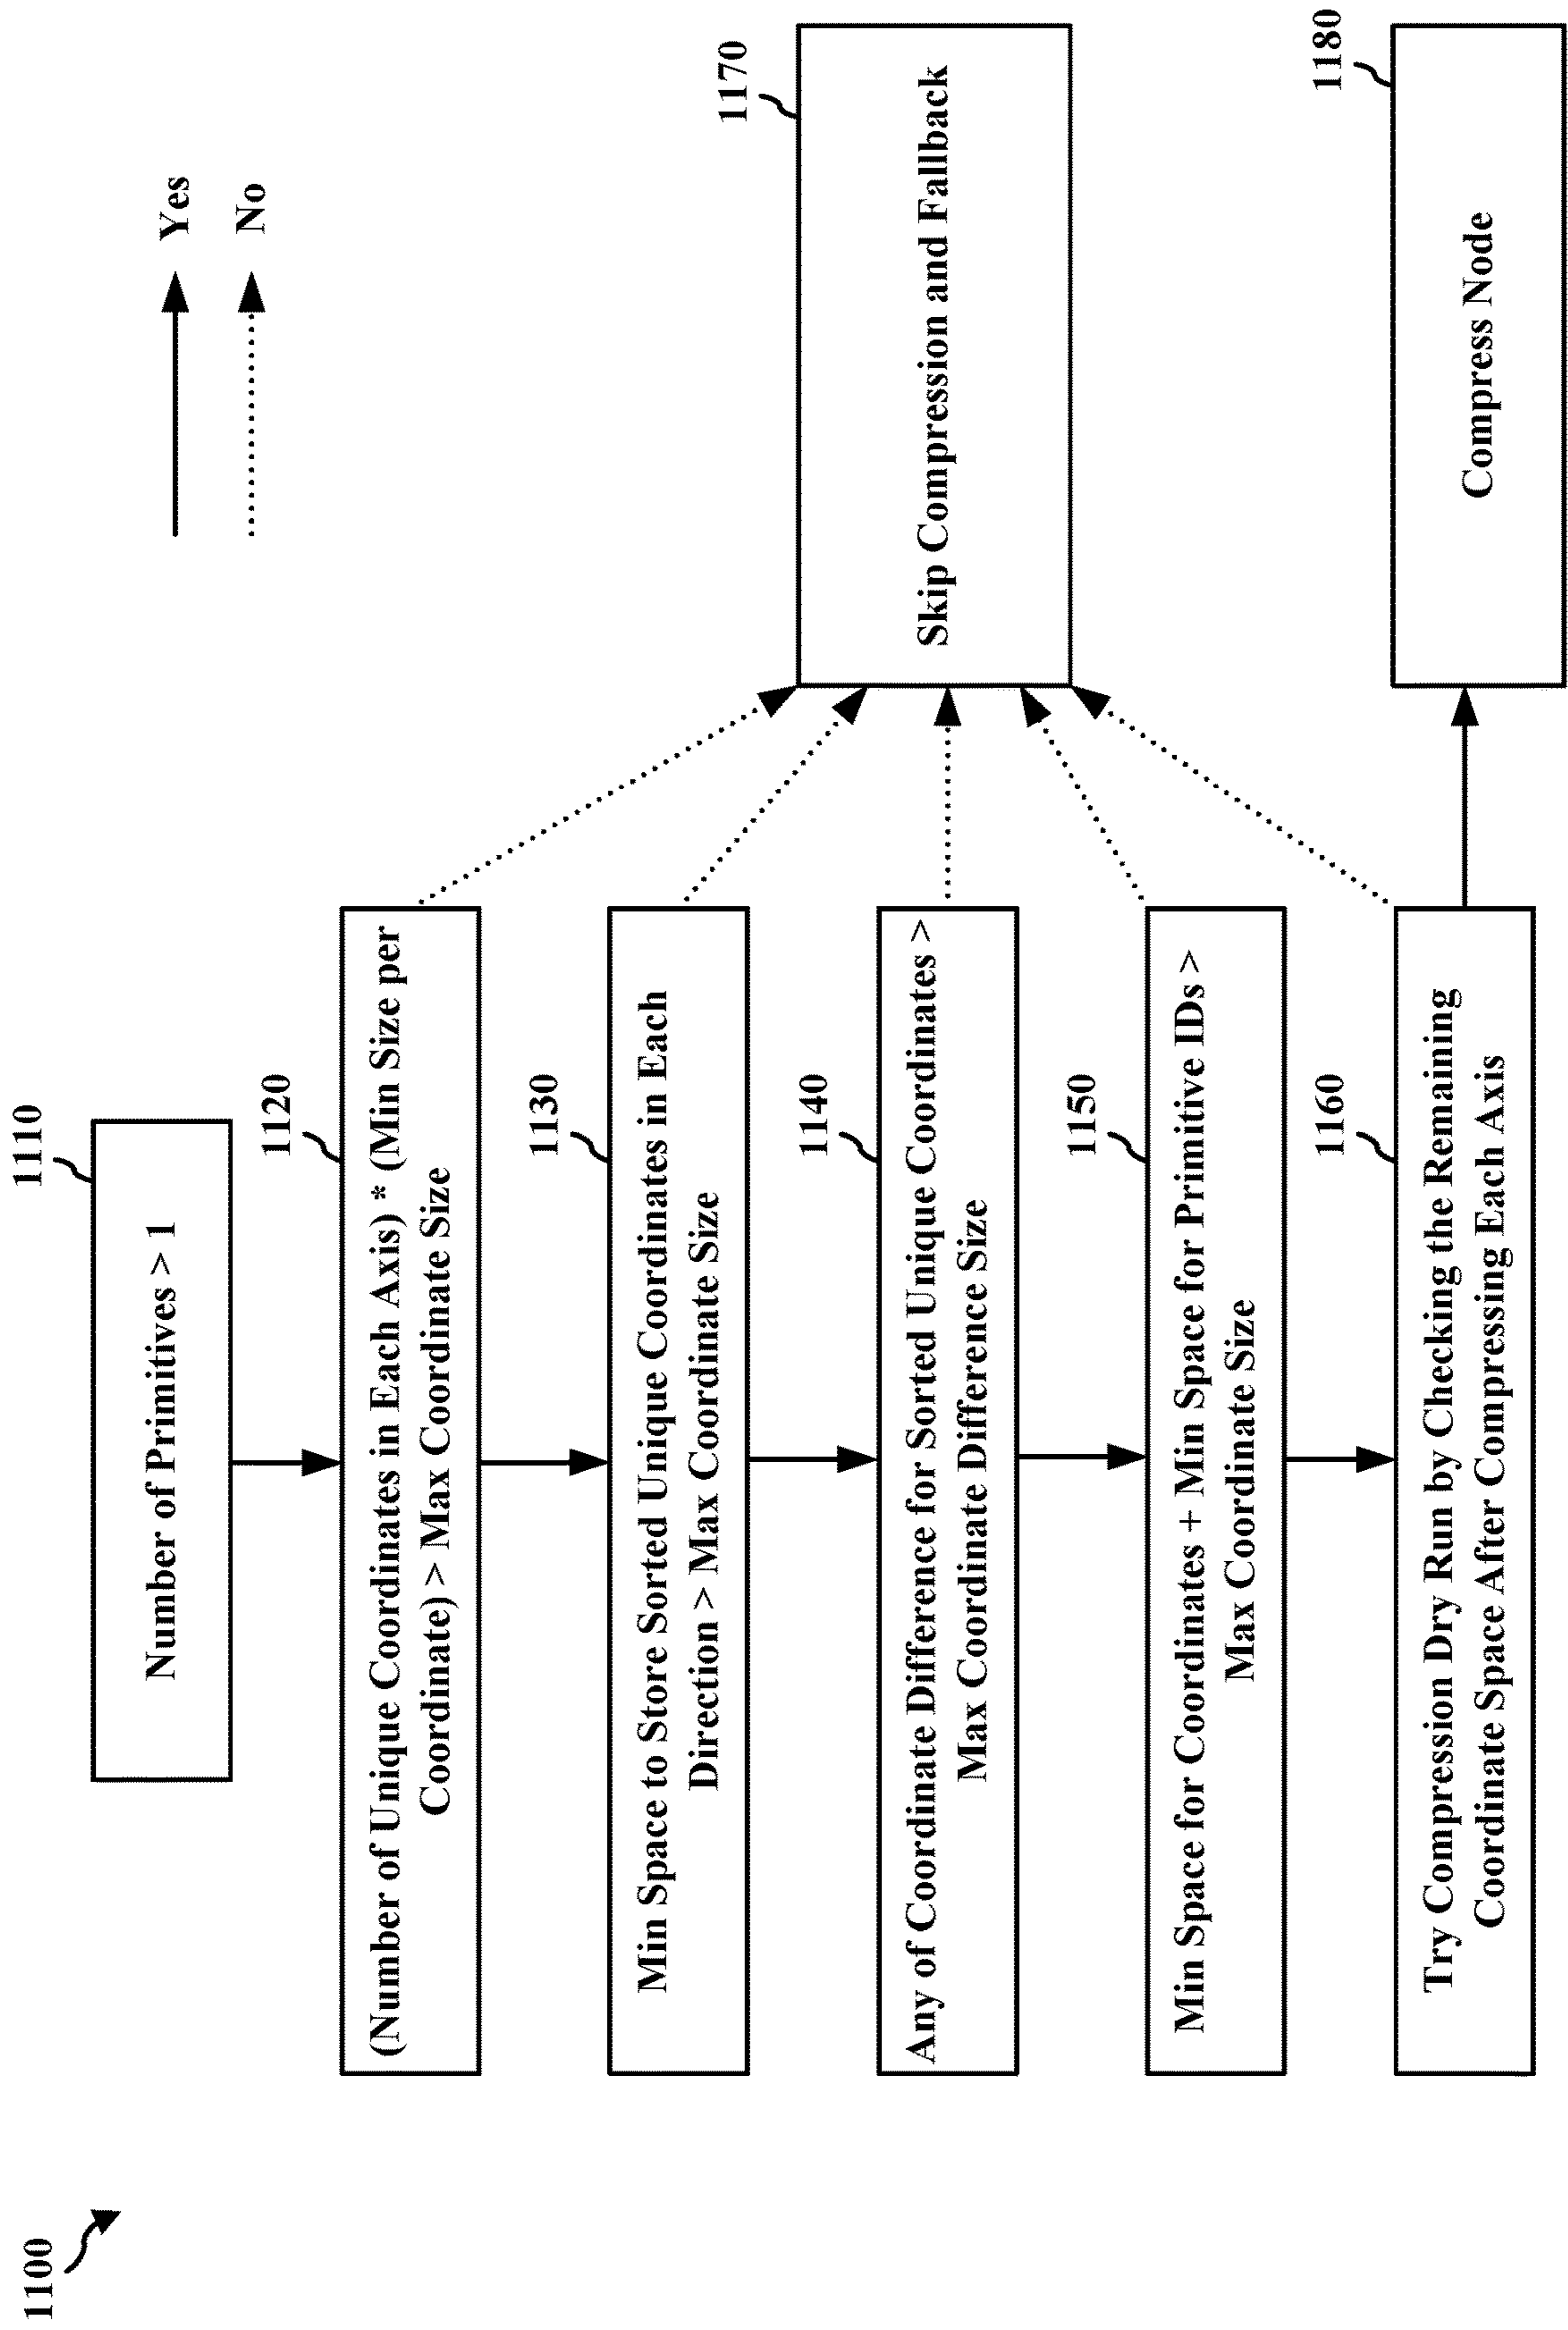 1100
1110
Number of Primitives > 1
Yes
No
1120
(Number of Unique Coordinates in Each Axis) * (Min Size per
Coordinate) > Max Coordinate Size
1130
Min Space to Store Sorted Unique Coordinates in Each
Direction > Max Coordinate Size
1140
Any of Coordinate Difference for Sorted Unique Coordinates >
Max Coordinate Difference Size
1150
Min Space for Coordinates + Min Space for Primitive IDs >
Max Coordinate Size
1160
Try Compression Dry Run by Checking the Remaining
Coordinate Space After Compressing Each Axis
1170
Skip Compression and Fallback
1180
Compress Node